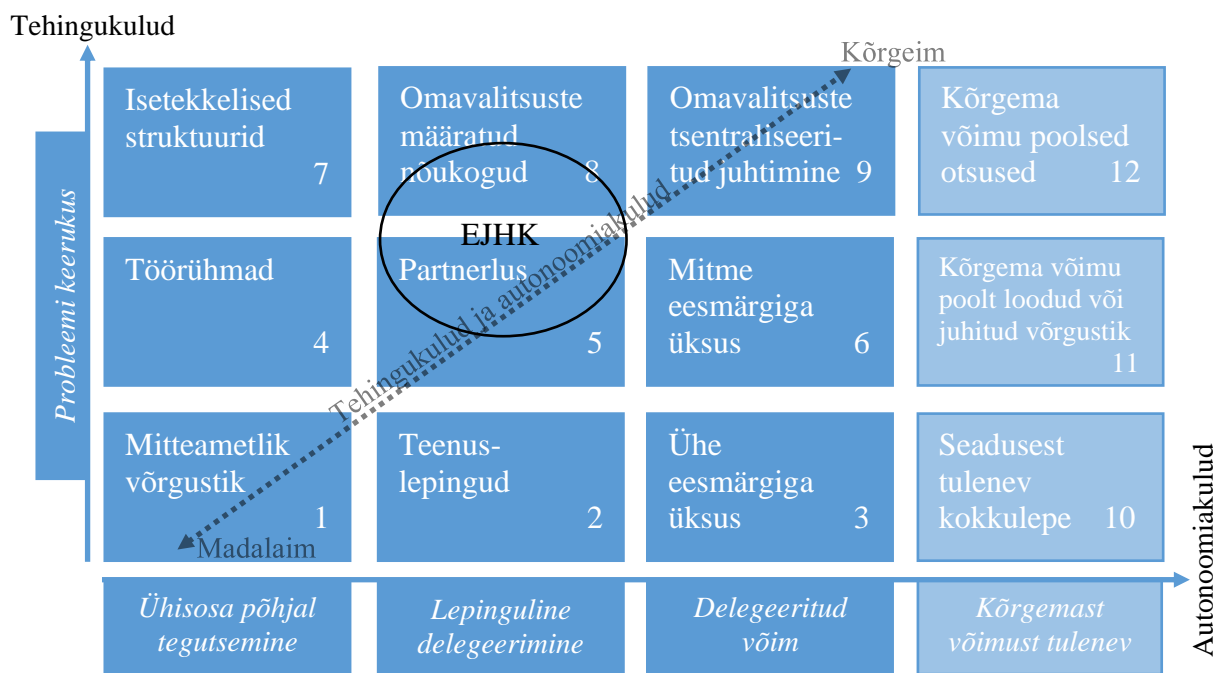 Tehingukulud
Kõrgeim
Isetekkelised
struktuurid
7
Omavalitsuste
määratud
nõukogud 8
Omavalitsuste
tsentraliseeri-
tud juhtimine 9
Kõrgema
võimu poolsed
otsused 12
Probleemi keerukus
EJHK
Töörühmad
4
Partnerlus
5
Mitme
eesmärgiga
üksus 6
Kõrgema võimu
poolt loodud või
juhitud võrgustik
11
Tehingukulud ja autonoomiakulud
Mitteametlik
võrgustik
1
Teenus-
lepingud
2
Ühe
eesmärgiga
üksus 3
Seadusest
tulenev
kokkulepe 10
Madalaim
Autonoomiakulud
Ühisosa põhjal
tegutsemine
Lepinguline
delegeerimine
Delegeeritud
võim
Kõrgemast
võimust tulenev